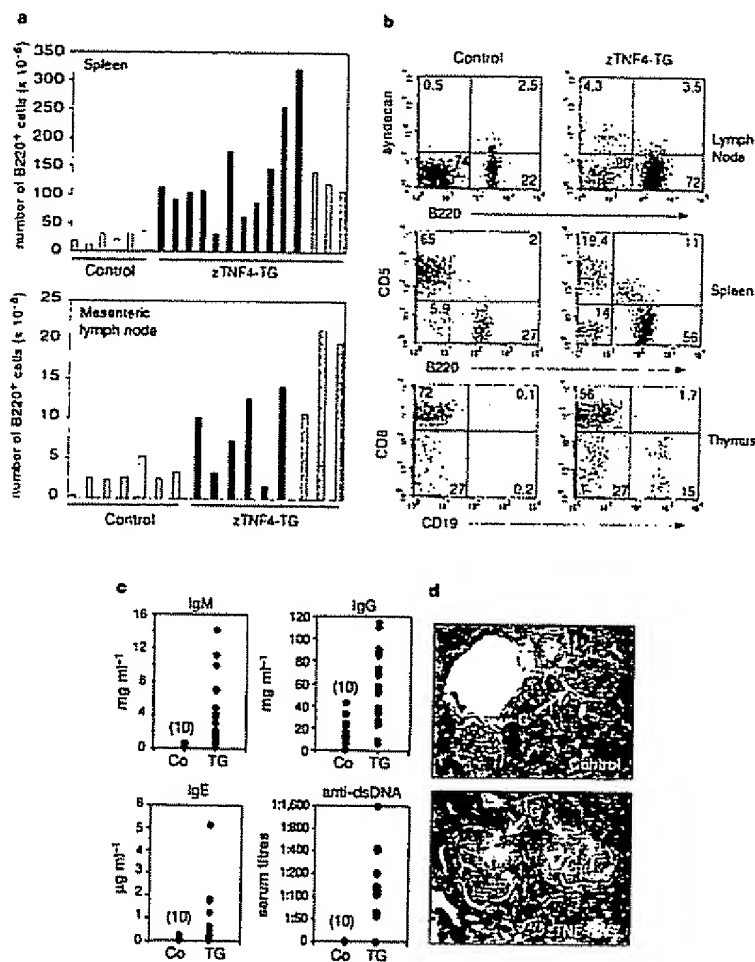 a
number of B220⁺ cells (x 10⁻⁶)
350
300
250
200
150
100
50
0
Spleen
Control
zTNF4-TG
number of B220⁺ cells (x 10⁻⁶)
25
20
15
10
5
0
Mesenteric
lymph node
Control
zTNF4-TG
b
Control
zTNF4-TG
syndecan
0.5
2.5
74
22
4.3
3.5
20
72
Lymph
Node
B220
CD5
65
2
5.9
27
19.4
11
14
56
Spleen
B220
CD8
72
0.1
27
0.2
56
1.7
27
15
Thymus
CD19
c
IgM
mg ml⁻¹
16
12
8
4
0
(10)
Co
TG
IgG
mg ml⁻¹
120
100
80
60
40
20
0
(10)
Co
TG
IgE
µg ml⁻¹
6
5
4
3
2
1
0
(10)
Co
TG
anti-dsDNA
serum titres
1:1,600
1:800
1:400
1:200
1:100
1:50
0
(10)
Co
TG
d
Control